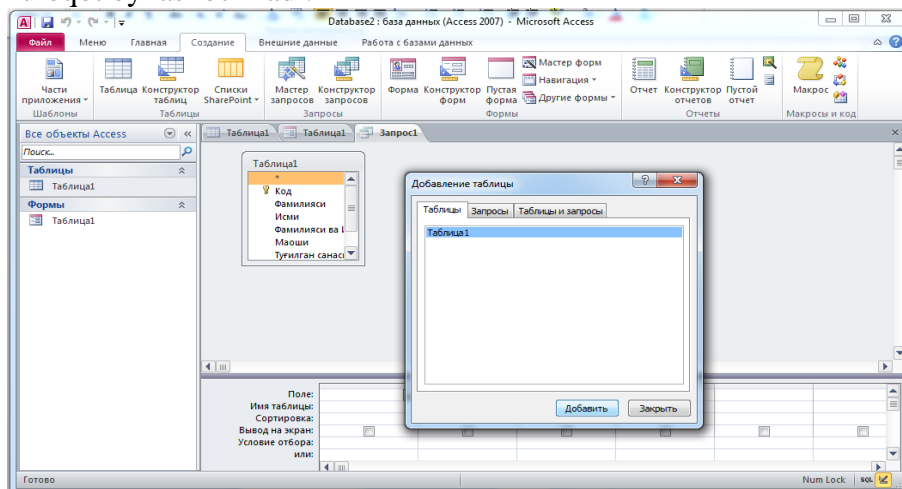 Database2 : база данных (Access 2007) - Microsoft Access
Файл Меню Главная Создание Внешние данные Работа с базами данных
Части приложения
Таблица
Конструктор таблиц
Списки SharePoint
Мастер запросов
Конструктор запросов
Форма
Конструктор форм
Пустая форма
Мастер форм
Навигация
Другие формы
Отчет
Конструктор отчетов
Пустой отчет
Макрос
Шаблоны Таблицы Запросы Формы Отчеты Макросы и код
Все объекты Access
Поиск...
Таблицы
Таблица1
Формы
Таблица1
Таблица1 Таблица1 Запрос1
Таблица1
*
Код
Фамилияси
Исми
Фамилияси ва
Маоши
Туғилган санаси
Добавление таблицы
Таблицы Запросы Таблицы и запросы
Таблица1
Добавить Закрыть
Поле:
Имя таблицы:
Сортировка:
Вывод на экран:
Условие отбора:
или:
Готово Num Lock SQL